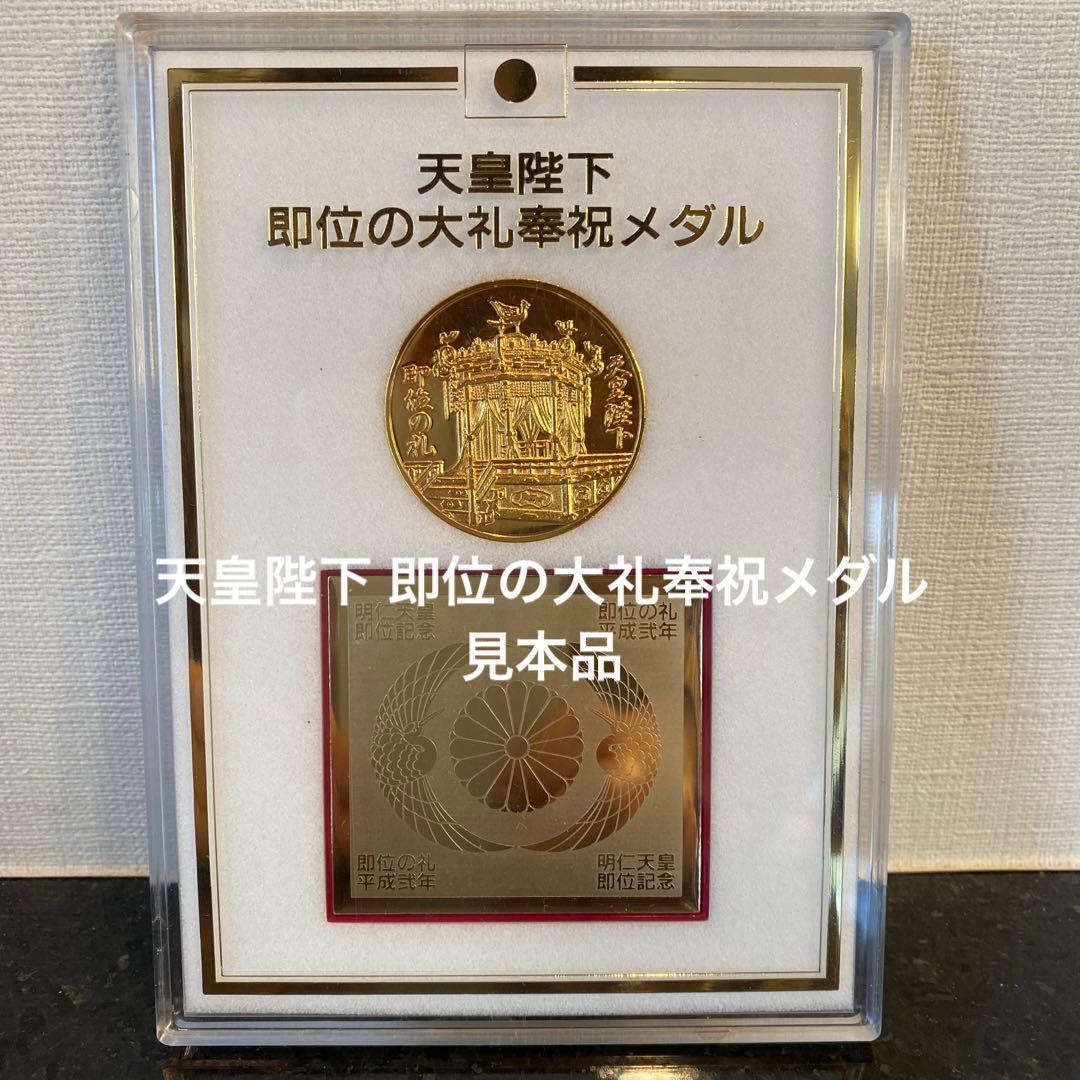 天皇陛下
即位の大礼奉祝メダル
天皇陛下
即位の礼
天皇陛下 即位の大礼奉祝メダル
見本品
明仁天皇
即位記念
即位の礼
平成弐年
即位の礼
平成弐年
明仁天皇
即位記念